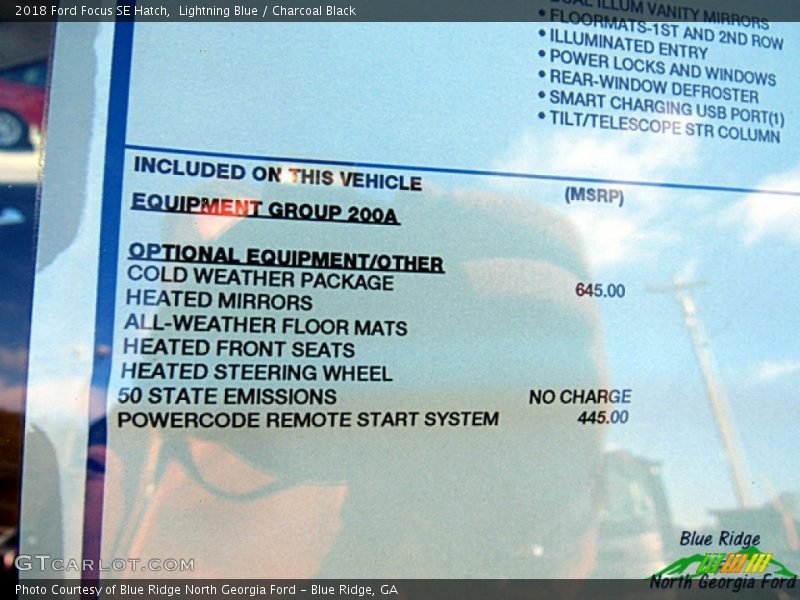 2018 Ford Focus SE Hatch,  Lightning Blue / Charcoal Black
DUAL ILLUM VANITY MIRRORS
• FLOORMATS-1ST AND 2ND ROW
• ILLUMINATED ENTRY
• POWER LOCKS AND WINDOWS
• REAR-WINDOW DEFROSTER
• SMART CHARGING USB PORT(1)
• TILT/TELESCOPE STR COLUMN
INCLUDED ON THIS VEHICLE
(MSRP)
EQUIPMENT GROUP 200A
OPTIONAL EQUIPMENT/OTHER
COLD WEATHER PACKAGE 645.00
HEATED MIRRORS
ALL-WEATHER FLOOR MATS
HEATED FRONT SEATS
HEATED STEERING WHEEL
50 STATE EMISSIONS NO CHARGE
POWERCODE REMOTE START SYSTEM 445.00
Blue Ridge
North Georgia Ford
GTCARLOT.COM
Photo Courtesy of Blue Ridge North Georgia Ford - Blue Ridge, GA